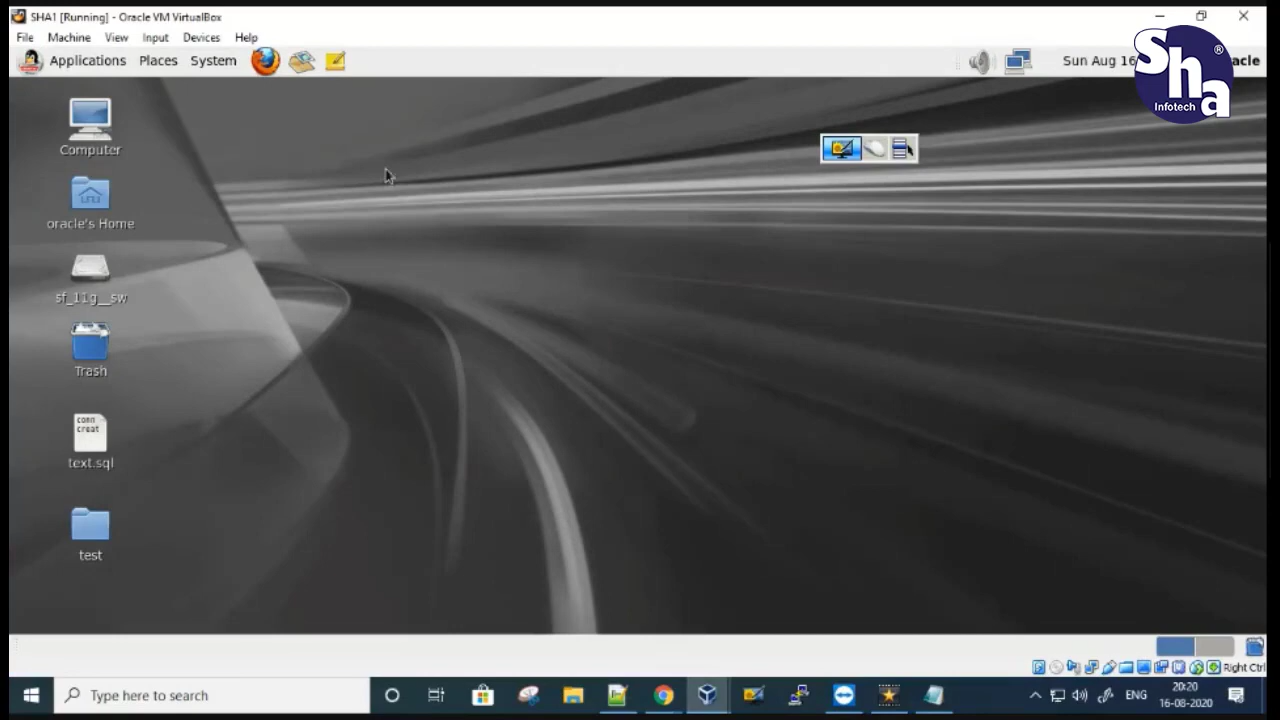 SHA1 [Running] - Oracle VM VirtualBox
File Machine View Input Devices Help
Applications Places System
Sun Aug 16
acle
Sha
®
Infotech
Computer
oracle's Home
sf_11g__sw
Trash
conn
creat
text.sql
test
Right Ctrl
Type here to search
ENG
20:20
16-08-2020